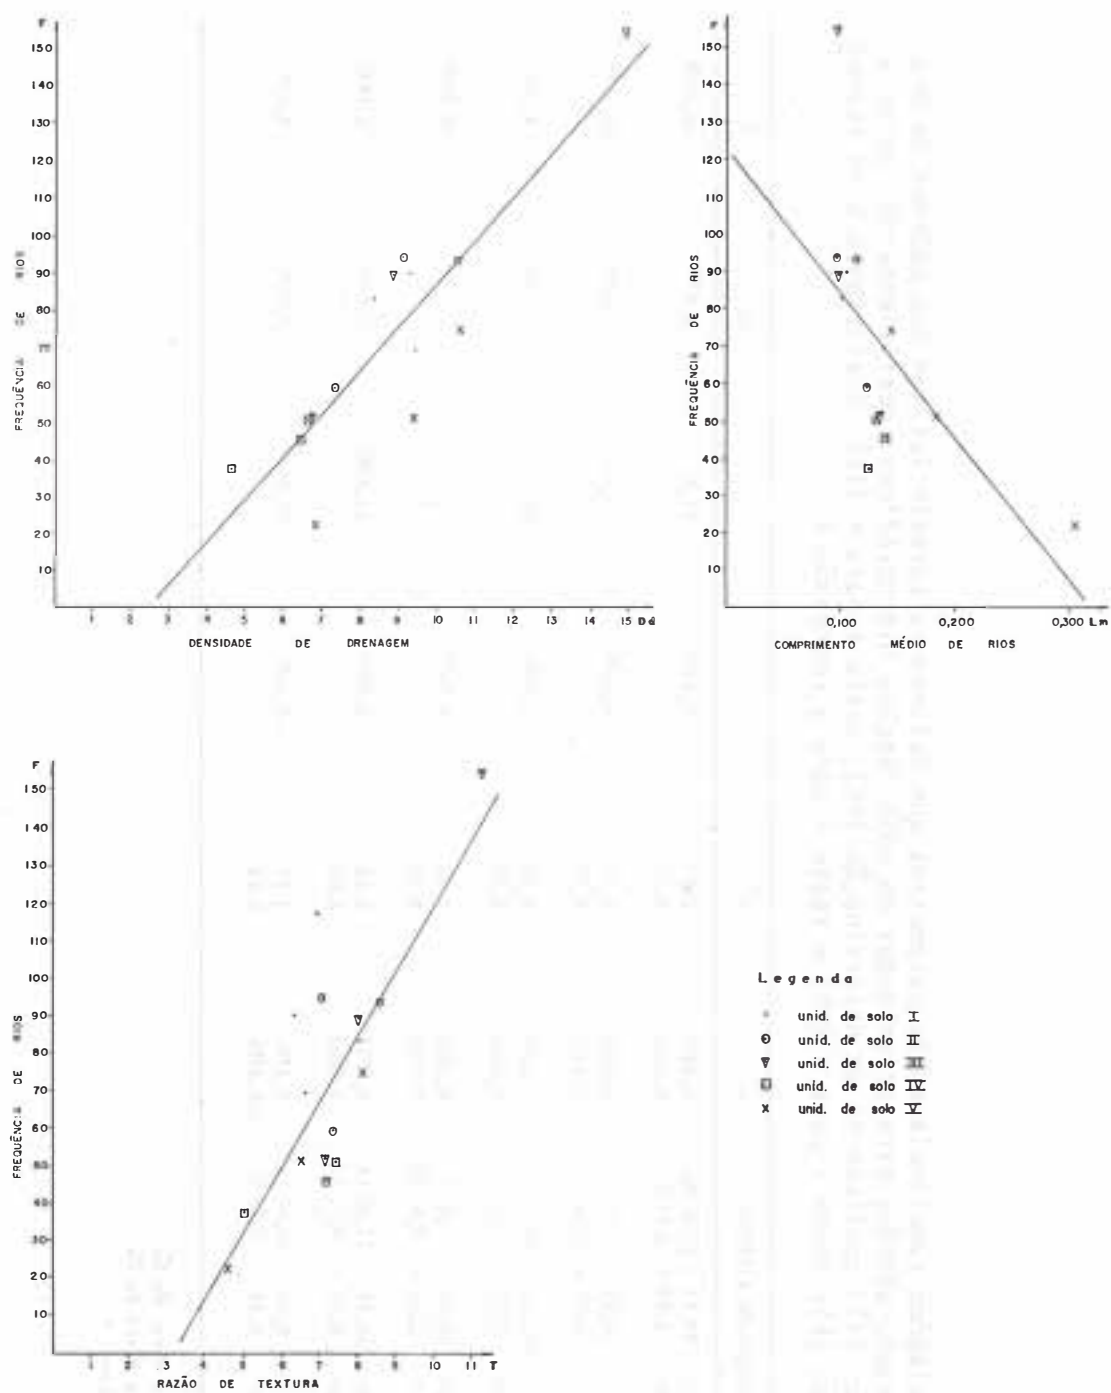 F
150
140
130
120
110
100
90
80
60
50
40
30
20
10
FREQUÊNCIA DE RIOS
1 2 3 4 5 6 7 8 9 10 11 12 13 14 15 Dd
DENSIDADE DE DRENAGEM
F
150
140
130
120
110
100
90
80
70
60
50
40
30
20
10
FREQUÊNCIA DE RIOS
0,100 0,200 0,300 Lm
COMPRIMENTO MÉDIO DE RIOS
F
150
140
130
120
110
100
90
80
70
60
50
40
30
20
10
FREQUÊNCIA DE RIOS
1 2 3 4 5 6 7 8 9 10 11 T
RAZÃO DE TEXTURA
Legenda
unid. de solo I
unid. de solo II
unid. de solo III
unid. de solo IV
unid. de solo V